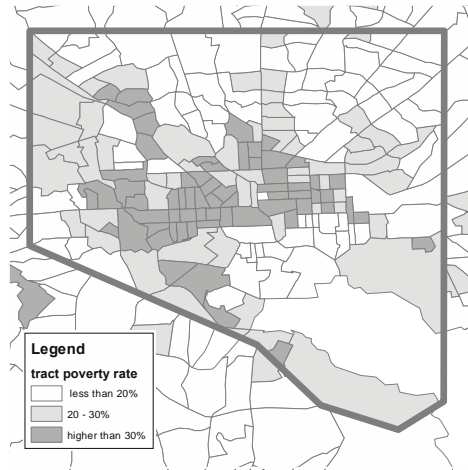 Legend
tract poverty rate
less than 20%
20 - 30%
higher than 30%